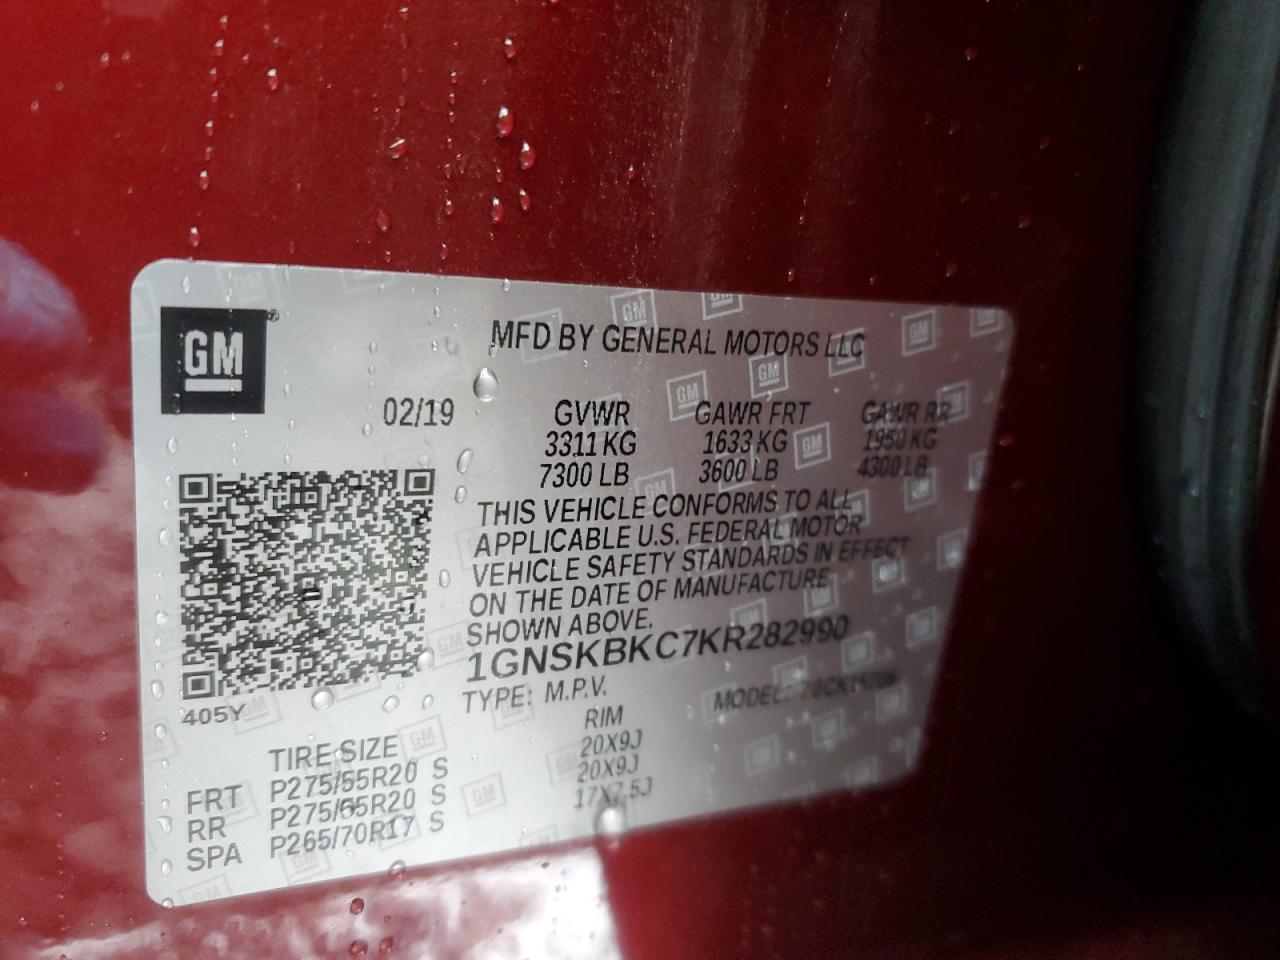 GM
MFD BY GENERAL MOTORS LLC
02/19 GVWR GAWR FRT GAWR RR
3311 KG 1633 KG 1950 KG
7300 LB 3600 LB 4300 LB
THIS VEHICLE CONFORMS TO ALL
APPLICABLE U.S. FEDERAL MOTOR
VEHICLE SAFETY STANDARDS IN EFFECT
ON THE DATE OF MANUFACTURE
SHOWN ABOVE.
1GNSKBKC7KR282990
TYPE: M.P.V. MODEL:
405Y
TIRE SIZE RIM
FRT P275/55R20 S 20X9J
RR P275/55R20 S 20X9J
SPA P265/70R17 S 17X7.5J